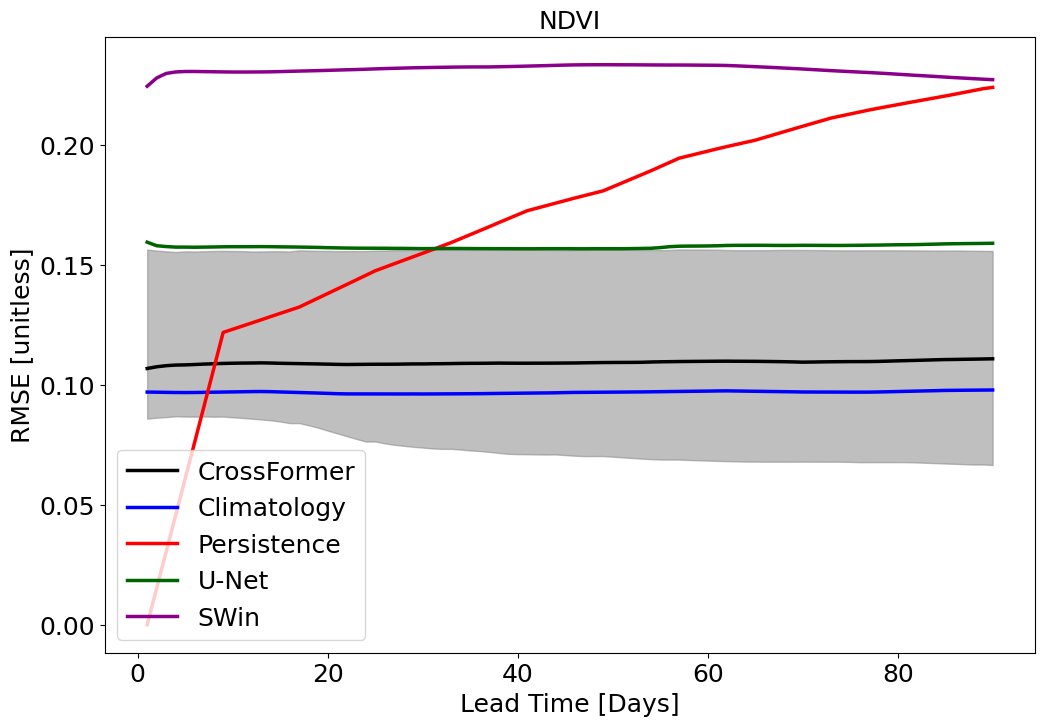 NDVI
RMSE [unitless]
0.20
0.15
0.10
0.05
0.00
CrossFormer
Climatology
Persistence
U-Net
SWin
0 20 40 60 80
Lead Time [Days]